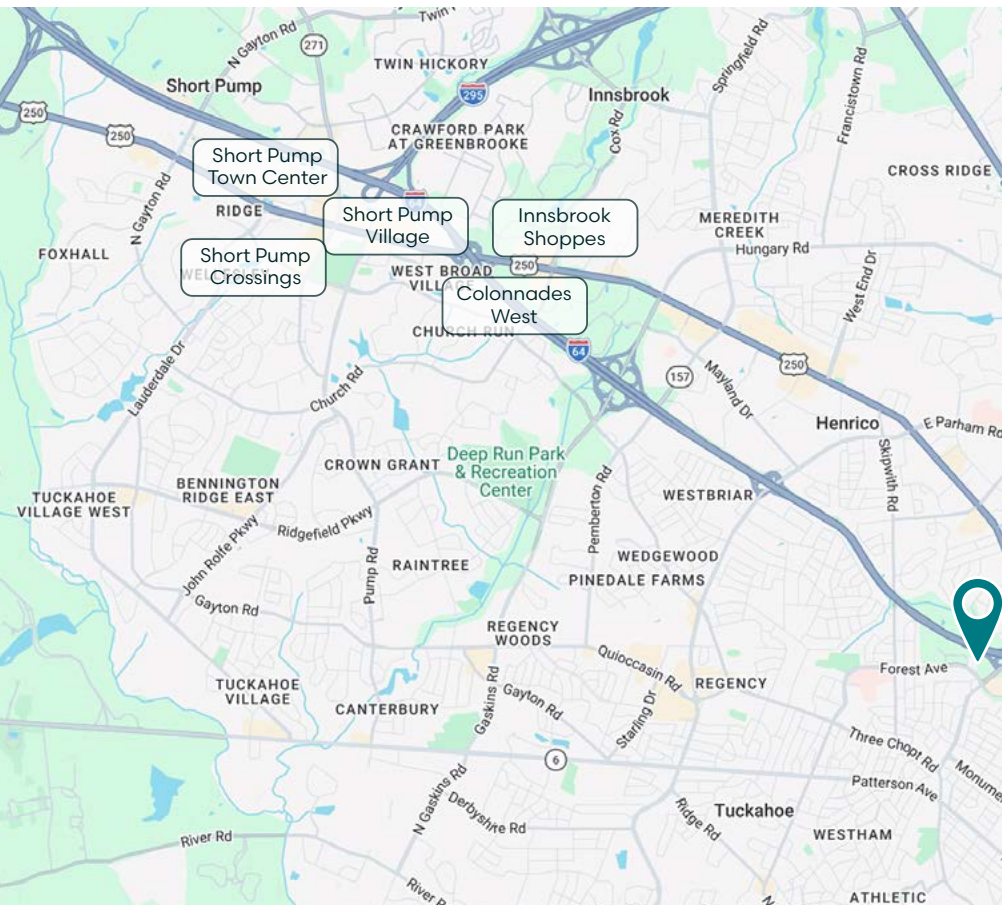 Twin
N Gayton Rd
271
TWIN HICKORY
Springfield Rd
Short Pump
295
Innsbrook
Francistown Rd
250
250
Cox Rd
CRAWFORD PARK
AT GREENBROOKE
CROSS RIDGE
Short Pump
Town Center
N Gayton Rd
RIDGE
Short Pump
Village
Innsbrook
Shoppes
MEREDITH
CREEK
Hungary Rd
FOXHALL
Short Pump
Crossings
WELLESLEY
WEST BROAD
VILLAGE
250
West End Dr
Colonnades
West
CHURCH RUN
64
Lauderdale Dr
Church Rd
157
Mayland Dr
250
Henrico
E Parham Rd
Skipwith Rd
Deep Run Park
& Recreation
Center
CROWN GRANT
BENNINGTON
RIDGE EAST
TUCKAHOE
VILLAGE WEST
Ridgefield Pkwy
John Rolfe Pkwy
Pump Rd
Pemberton Rd
WESTBRIAR
RAINTREE
WEDGEWOOD
PINEDALE FARMS
Gayton Rd
REGENCY
WOODS
Quioccasin Rd
REGENCY
Forest Ave
TUCKAHOE
VILLAGE
CANTERBURY
Gaskins Rd
Gayton Rd
Starling Dr
Three Chopt Rd
6
Patterson Ave
Monume
N Gaskins Rd
Derbyshire Rd
Ridge Rd
Tuckahoe
WESTHAM
River Rd
River
N
ATHLETIC